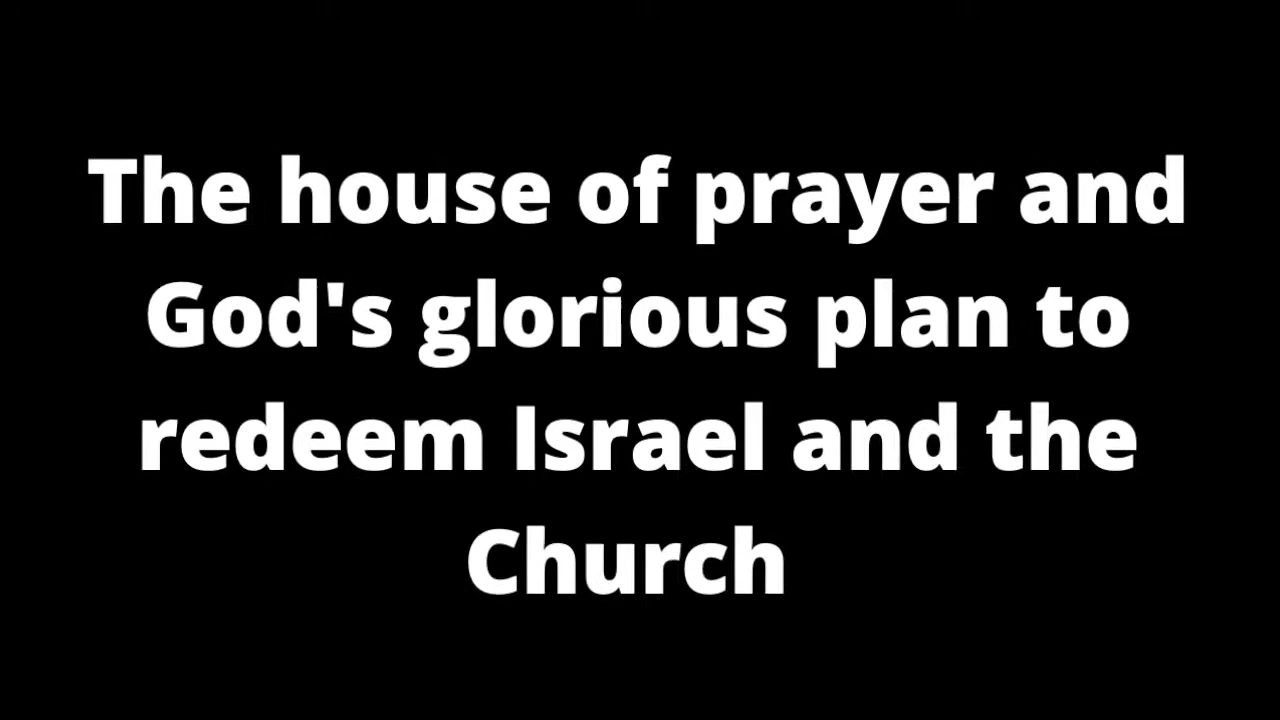 The house of prayer and
God's glorious plan to
redeem Israel and the
Church